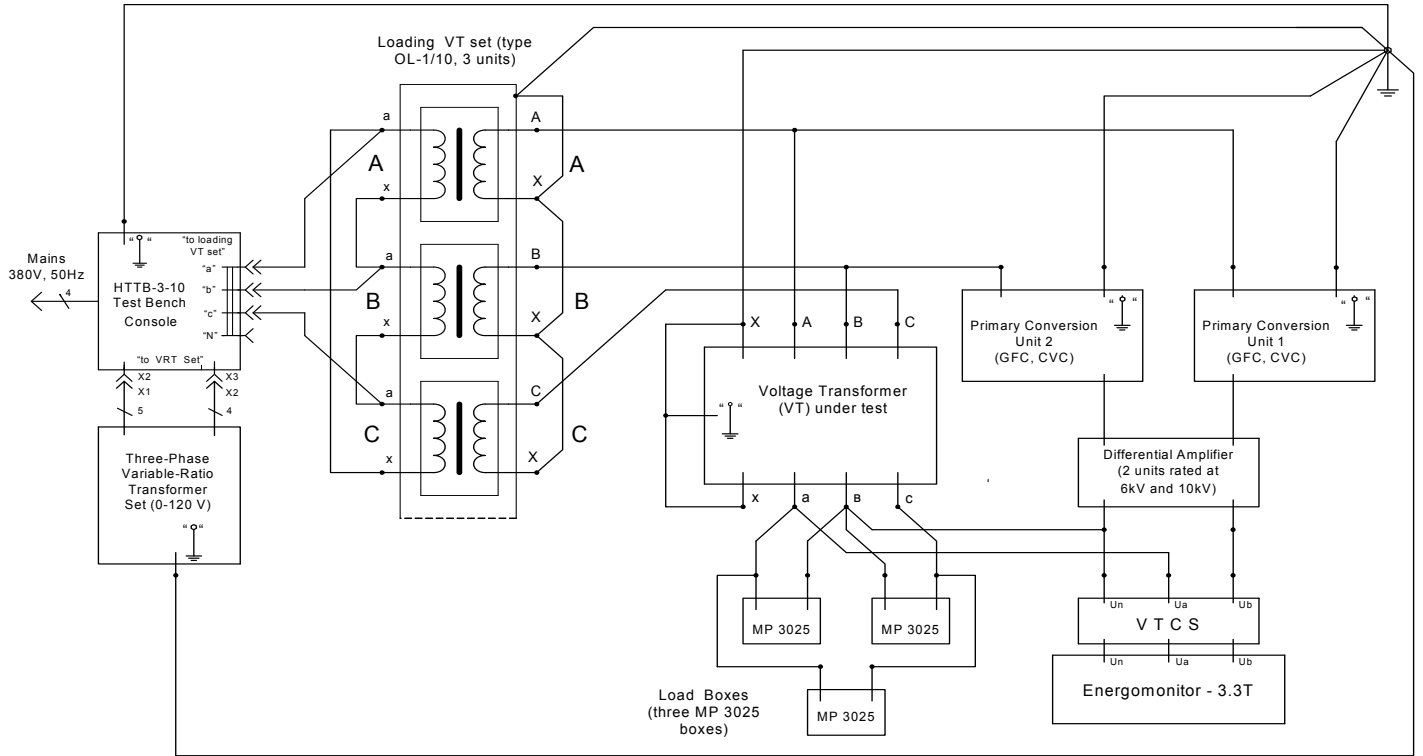 Loading VT set (type
OL-1/10, 3 units)
a
A
A
A
x
X
Mains
380V, 50Hz
4
“ “
“to loading
VT set”
“a”
“b”
“c”
“N”
HTTB-3-10
Test Bench
Console
“to VRT Set”
X2
X1
X3
X2
5
4
a
B
B
B
x
X
a
C
C
C
x
X
Three-Phase
Variable-Ratio
Transformer
Set (0-120 V)
“ “
X
A
B
C
Voltage Transformer
(VT) under test
“ “
x
a
в
c
Primary Conversion
Unit 2
(GFC, CVC)
“ “
Primary Conversion
Unit 1
(GFC, CVC)
“ “
Differential Amplifier
(2 units rated at
6kV and 10kV)
MP 3025
MP 3025
MP 3025
Load Boxes
(three MP 3025
boxes)
Un
Ua
Ub
VTCS
Un
Ua
Ub
Energomonitor - 3.3T